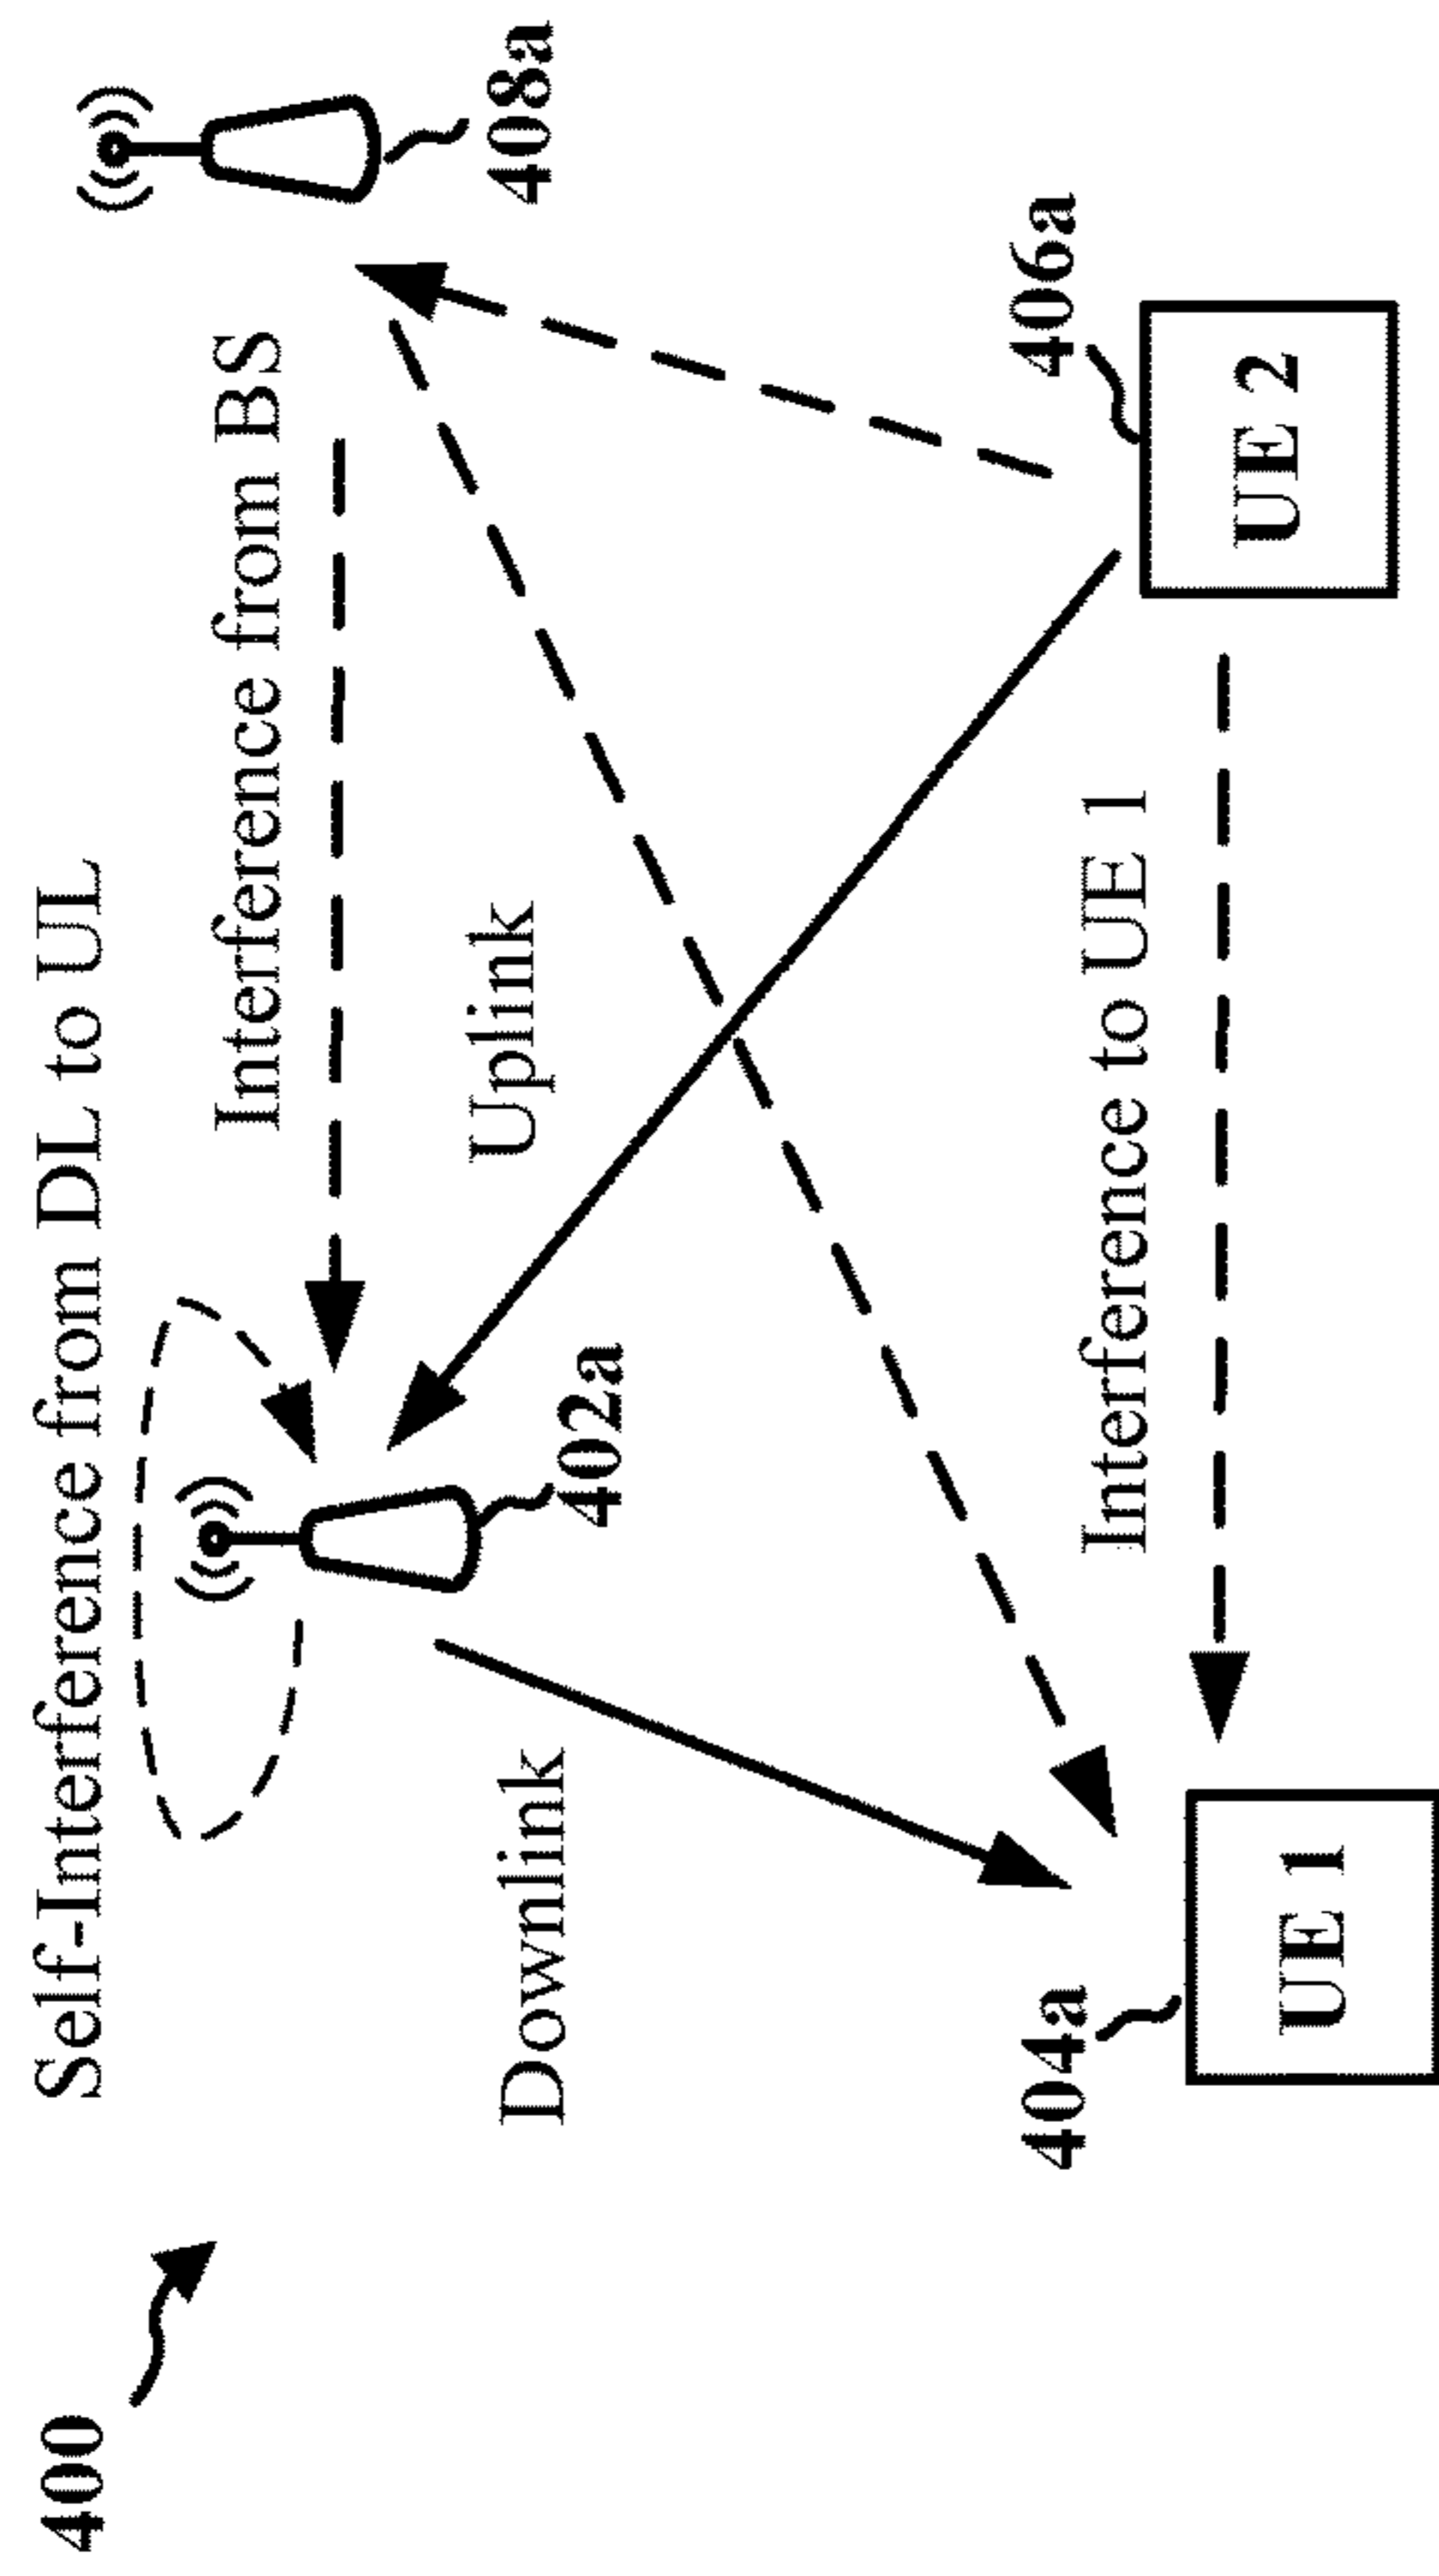 400
Self-Interference from DL to UL
Interference from BS
408a
Downlink
402a
Uplink
404a
Interference to UE 1
406a
UE 1
UE 2